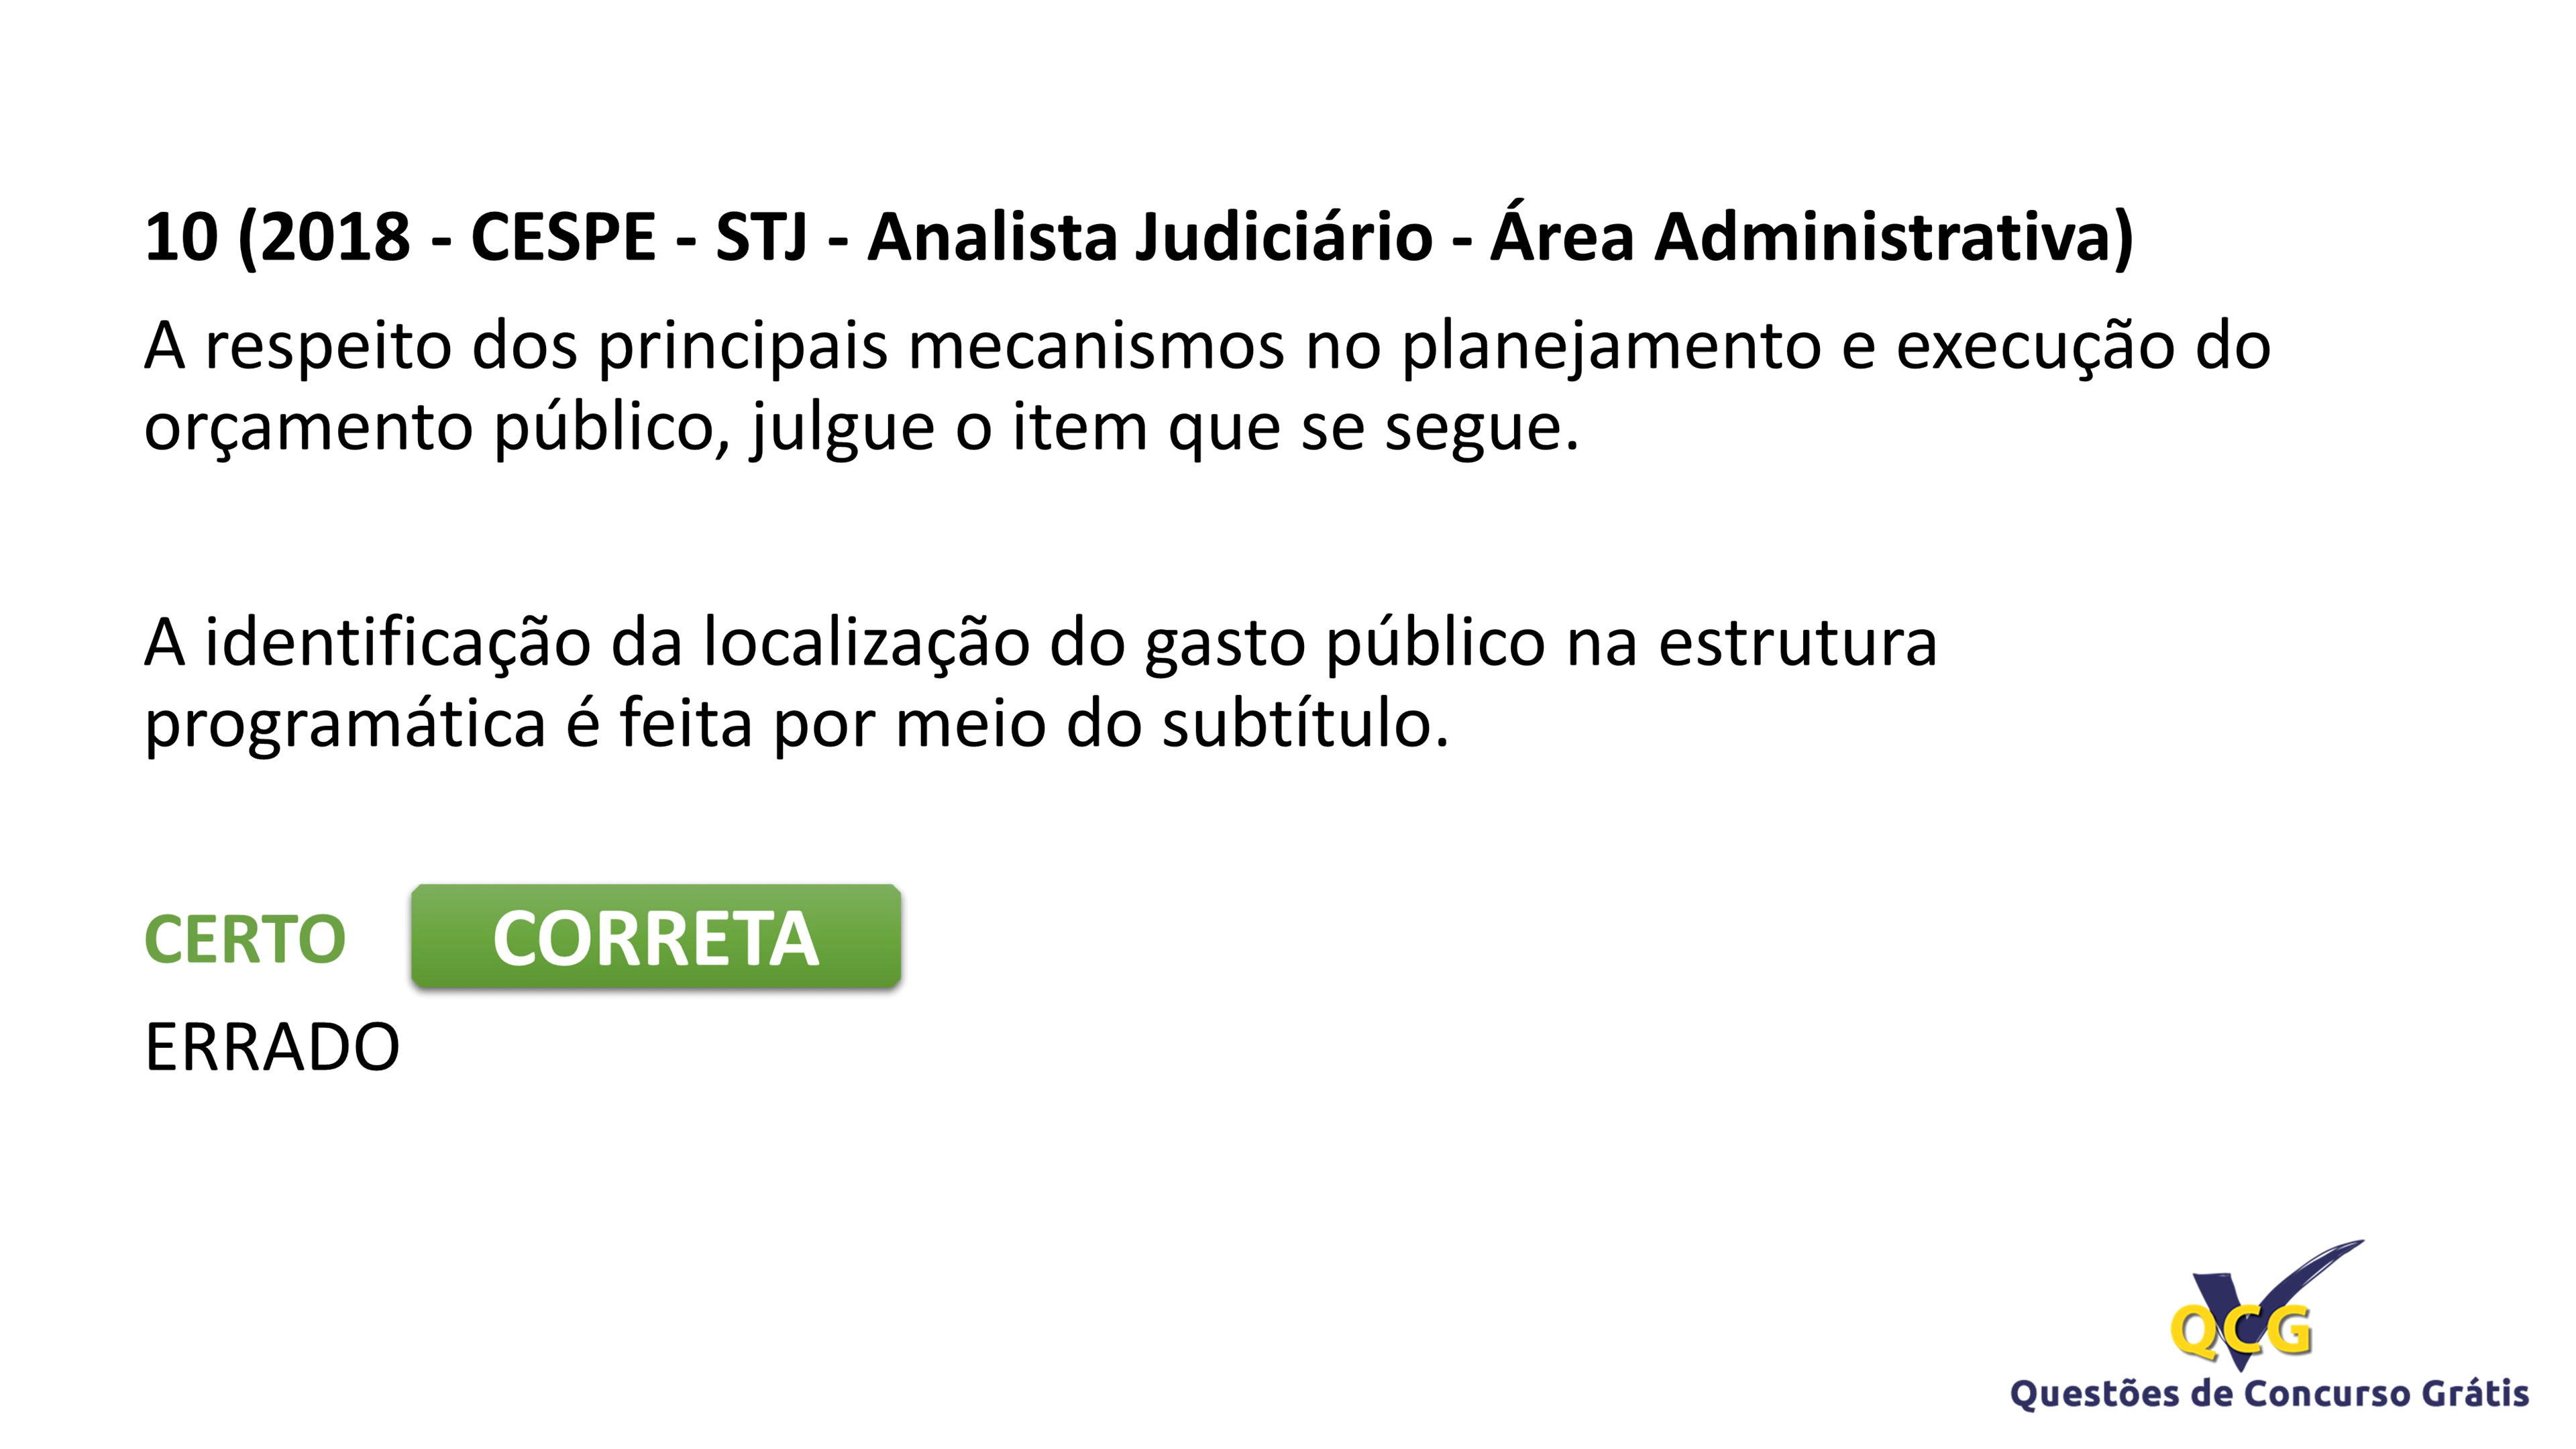 10 (2018 - CESPE - STJ - Analista Judiciário - Área Administrativa)
A respeito dos principais mecanismos no planejamento e execução do
orçamento público, julgue o item que se segue.
A identificação da localização do gasto público na estrutura
programática é feita por meio do subtítulo.
CERTO CORRETA
ERRADO
QCG
Questões de Concurso Grátis